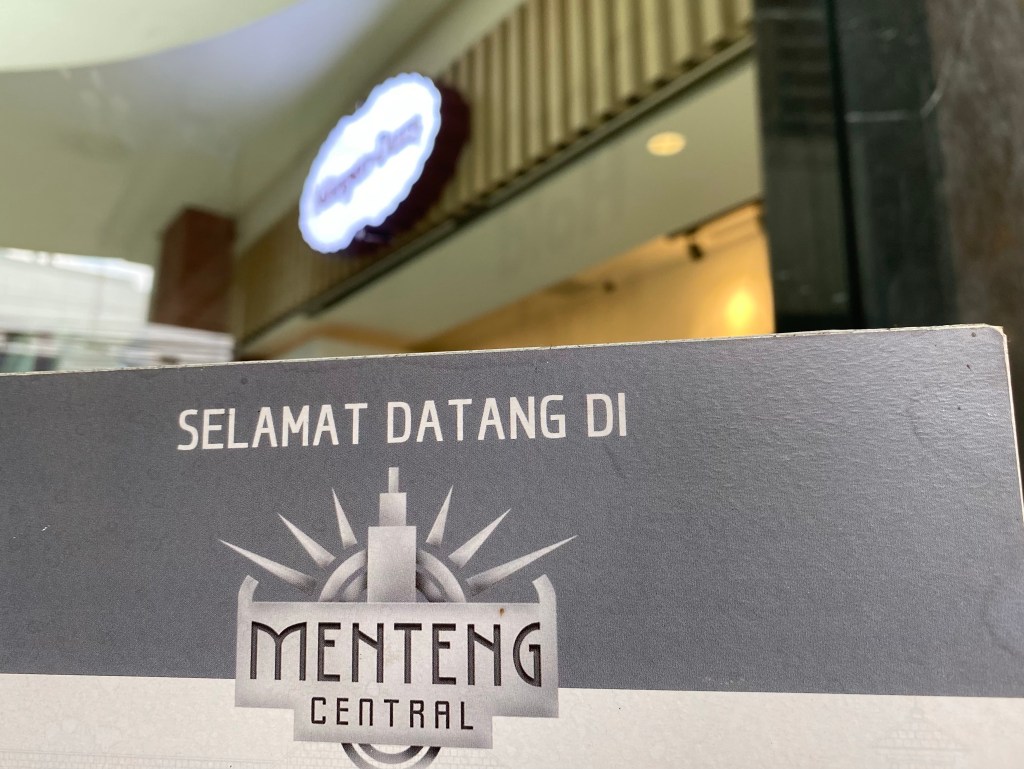 SELAMAT DATANG DI
MENTENG
CENTRAL